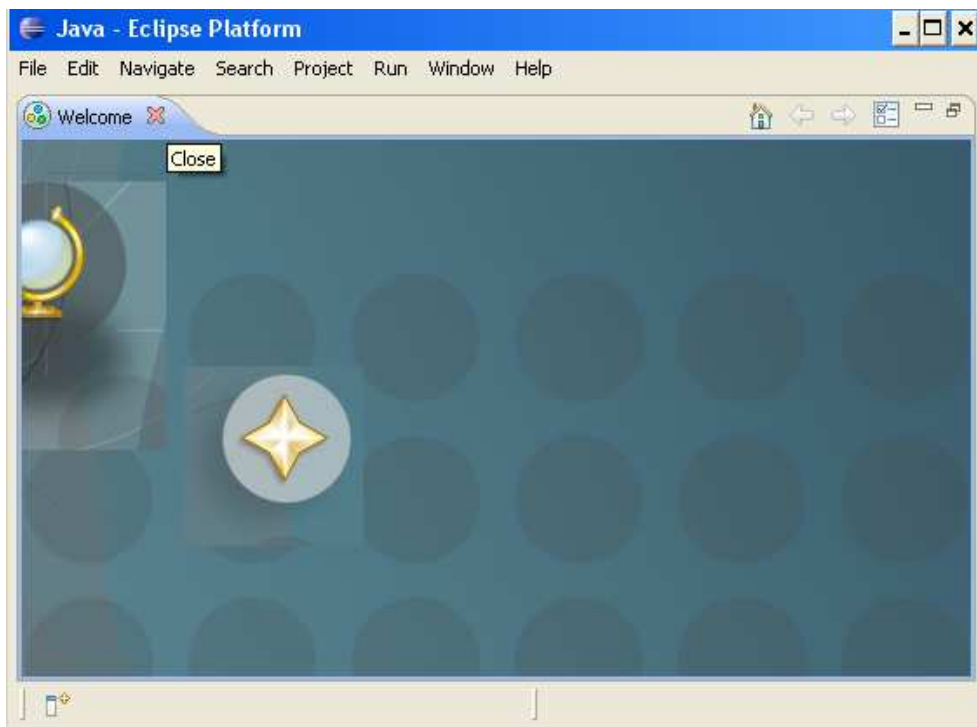 Java - Eclipse Platform
File Edit Navigate Search Project Run Window Help
Welcome
Close